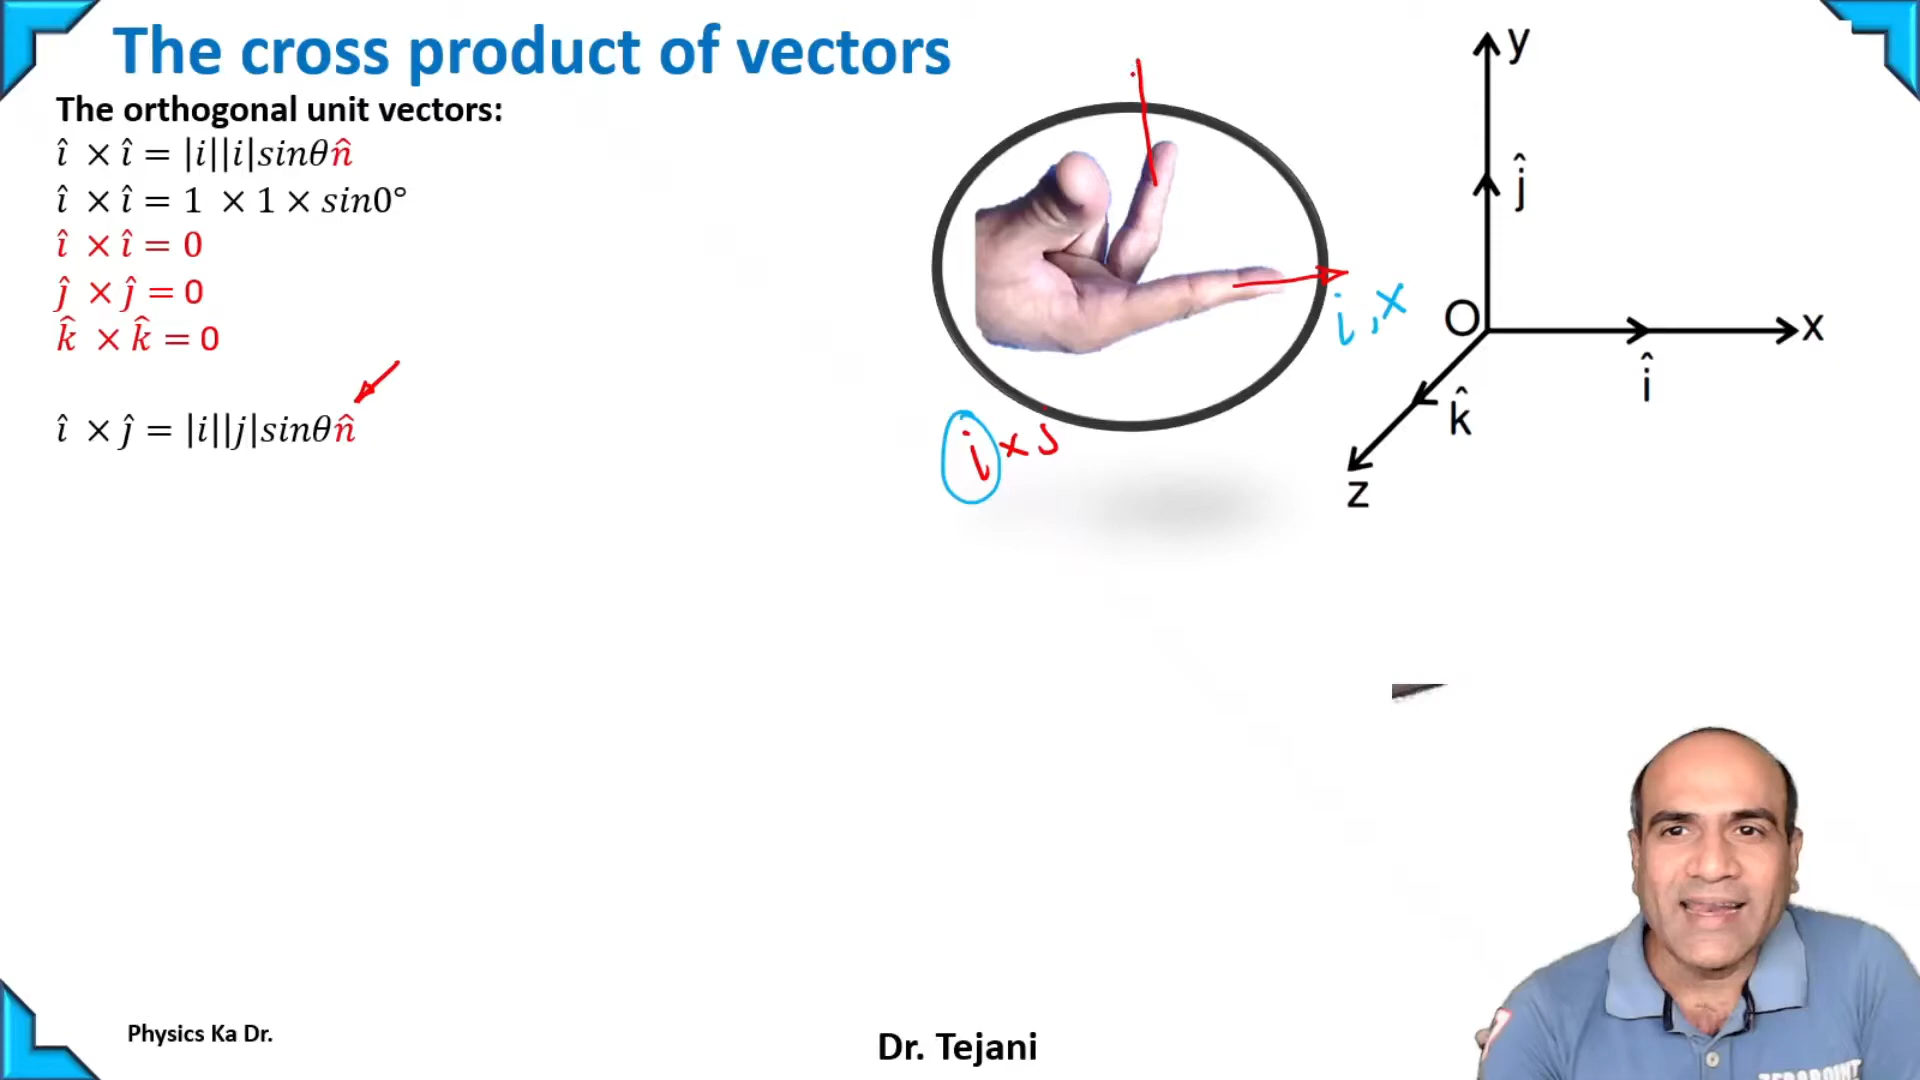 The cross product of vectors
The orthogonal unit vectors:
î × î = |i||i|sinθn̂
î × î = 1 × 1 × sin0°
î × î = 0
ĵ × ĵ = 0
k̂ × k̂ = 0
î × ĵ = |i||j|sinθn̂
i × j
i, x
y
ĵ
O
x
î
k̂
z
Physics Ka Dr.
Dr. Tejani